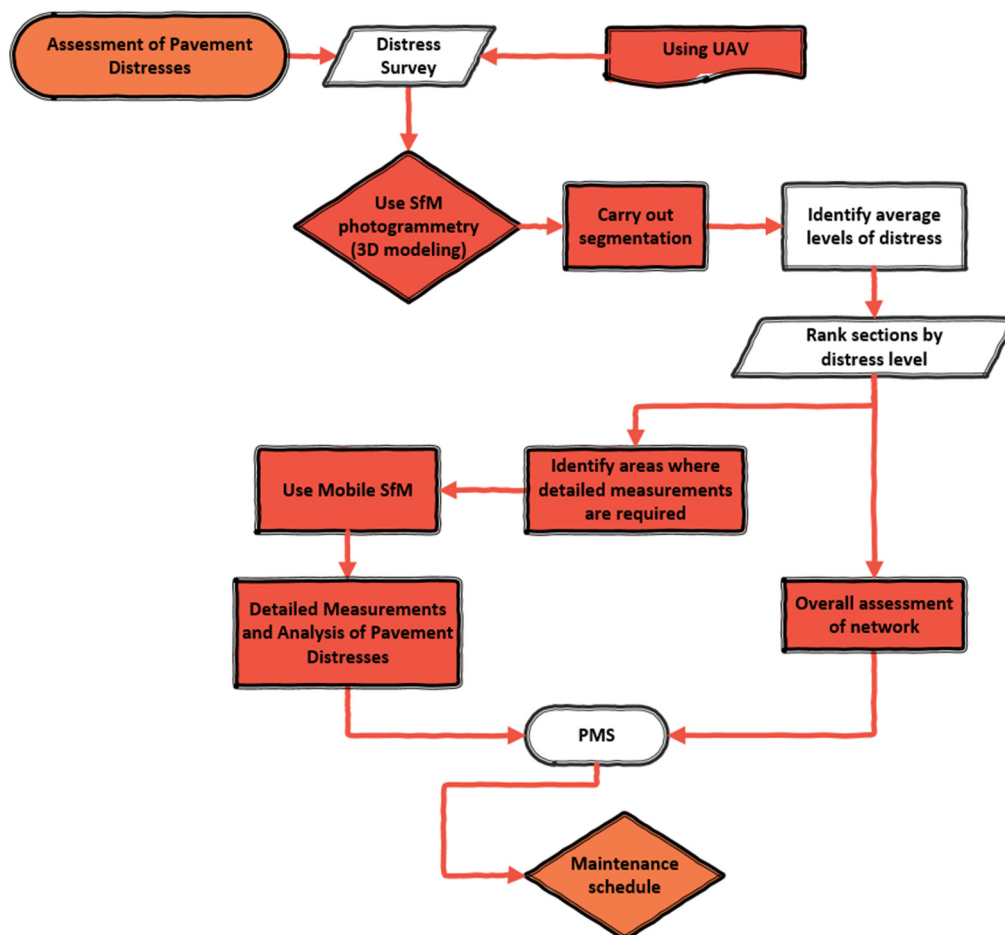 Assessment of Pavement
Distresses
Distress
Survey
Using UAV
Use SfM
photogrammetry
(3D modeling)
Carry out
segmentation
Identify average
levels of distress
Rank sections by
distress level
Identify areas where
detailed measurements
are required
Use Mobile SfM
Detailed Measurements
and Analysis of Pavement
Distresses
Overall assessment
of network
PMS
Maintenance
schedule